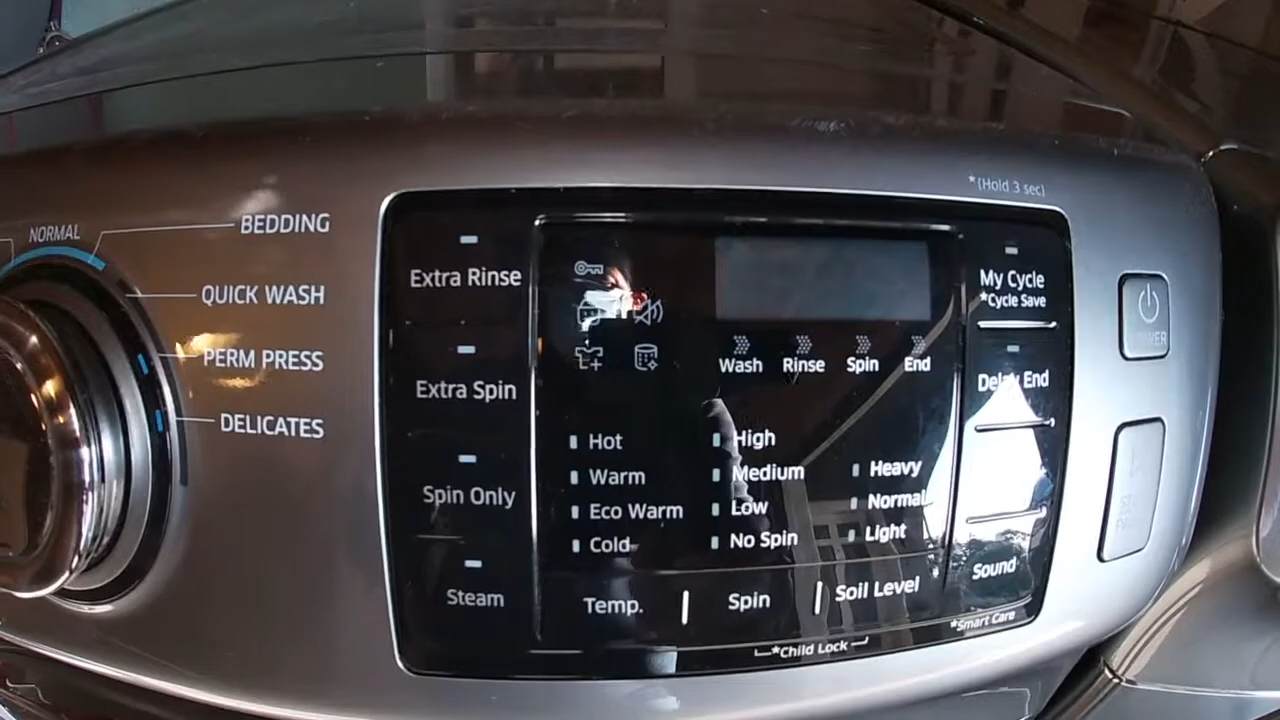 *(Hold 3 sec)
NORMAL
BEDDING
QUICK WASH
PERM PRESS
DELICATES
Extra Rinse
Extra Spin
Spin Only
Steam
Wash Rinse Spin End
Hot
Warm
Eco Warm
Cold
High
Medium
Low
No Spin
Heavy
Normal
Light
Temp. Spin Soil Level
*Child Lock
My Cycle
*Cycle Save
Delay End
Sound
*Smart Care
POWER